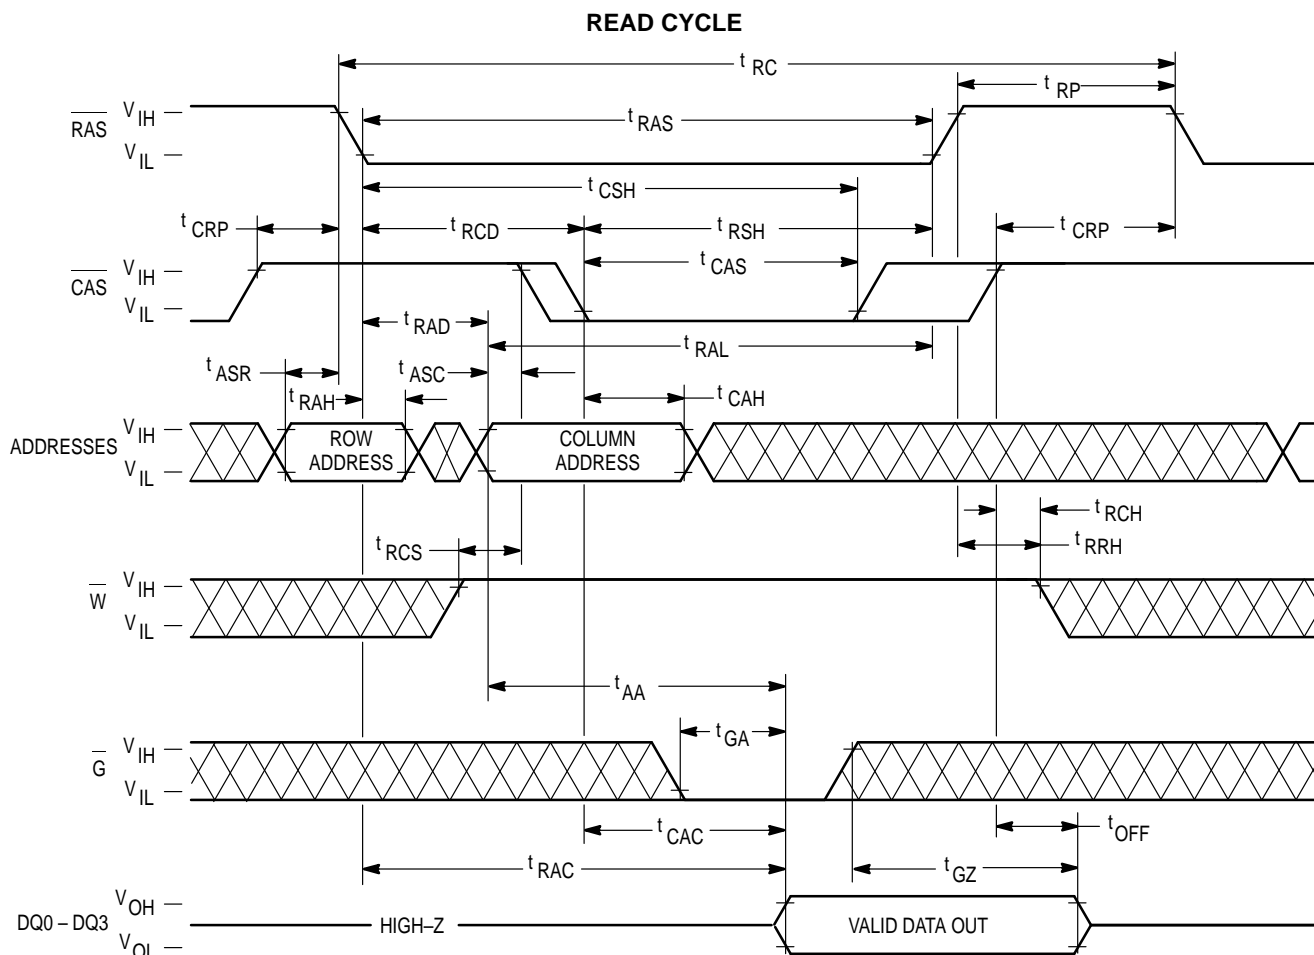 READ CYCLE
t RC
t RP
RAS
V IH
V IL
t RAS
t CSH
t CRP
t RCD
t RSH
t CRP
CAS
V IH
V IL
t CAS
t RAD
t RAL
t ASR
t ASC
t RAH
t CAH
ADDRESSES
V IH
V IL
ROW ADDRESS
COLUMN ADDRESS
t RCH
t RCS
t RRH
W
V IH
V IL
t AA
t GA
G
V IH
V IL
t CAC
t OFF
t RAC
t GZ
DQ0 – DQ3
V OH
V OL
HIGH–Z
VALID DATA OUT